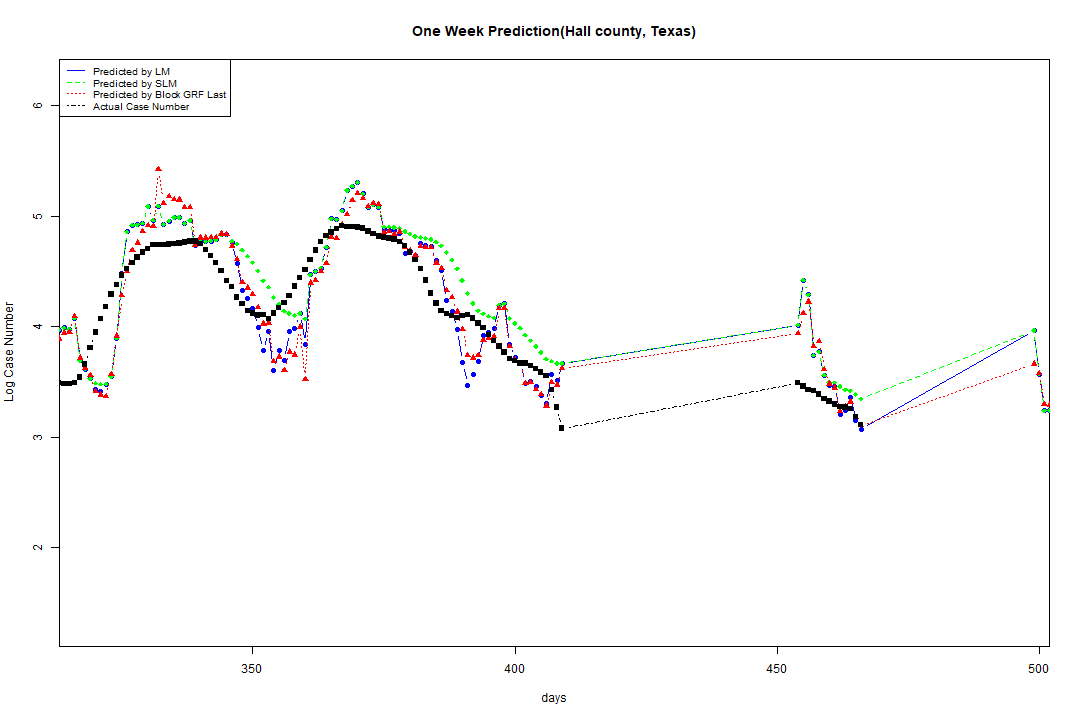 One Week Prediction(Hall county, Texas)
Predicted by LM
Predicted by SLM
Predicted by Block GRF Last
Actual Case Number
6
5
4
3
2
Log Case Number
350 400 450 500
days